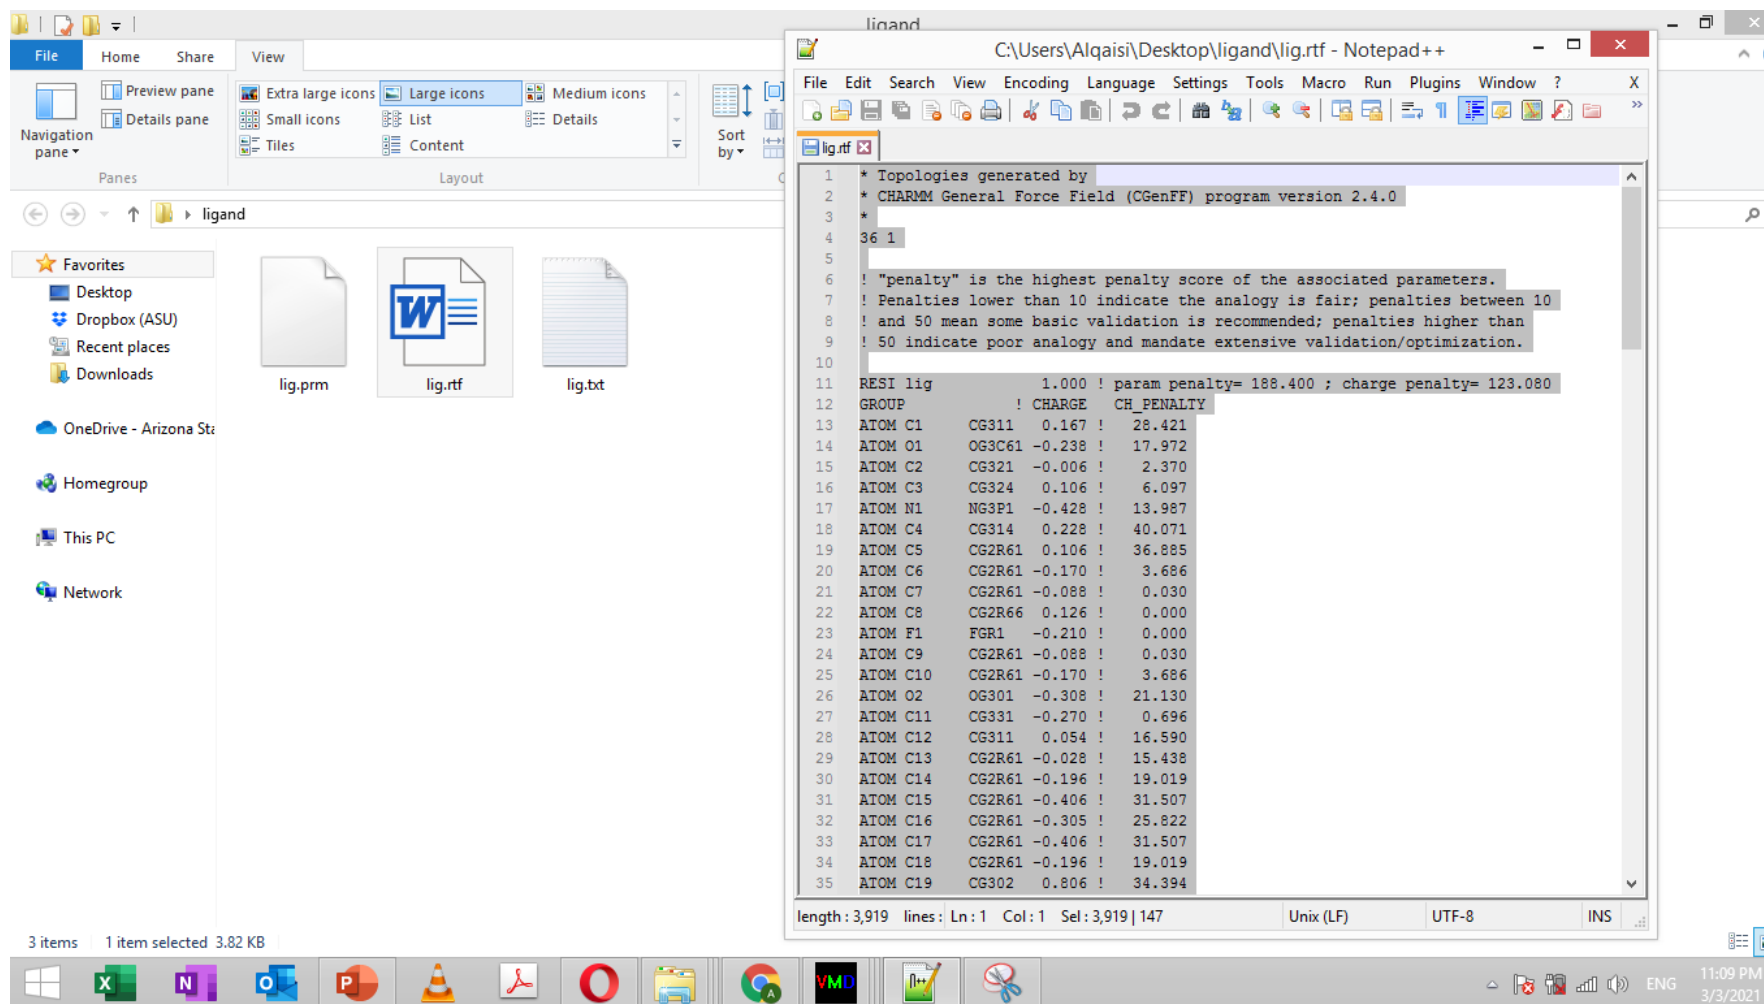 ligand
File Home Share View
Preview pane
Details pane
Navigation pane
Panes
Extra large icons Large icons Medium icons
Small icons List Details
Tiles Content
Layout
Sort by
ligand
Favorites
Desktop
Dropbox (ASU)
Recent places
Downloads
OneDrive - Arizona Sta
Homegroup
This PC
Network
lig.prm lig.rtf lig.txt
3 items 1 item selected 3.82 KB
C:\Users\Alqaisi\Desktop\ligand\lig.rtf - Notepad++
File Edit Search View Encoding Language Settings Tools Macro Run Plugins Window ? X
lig.rtf
1 * Topologies generated by
2 * CHARMM General Force Field (CGenFF) program version 2.4.0
3 *
4 36 1
5
6 ! "penalty" is the highest penalty score of the associated parameters.
7 ! Penalties lower than 10 indicate the analogy is fair; penalties between 10
8 ! and 50 mean some basic validation is recommended; penalties higher than
9 ! 50 indicate poor analogy and mandate extensive validation/optimization.
10
11 RESI lig 1.000 ! param penalty= 188.400 ; charge penalty= 123.080
12 GROUP ! CHARGE CH_PENALTY
13 ATOM C1 CG311 0.167 ! 28.421
14 ATOM O1 OG3C61 -0.238 ! 17.972
15 ATOM C2 CG321 -0.006 ! 2.370
16 ATOM C3 CG324 0.106 ! 6.097
17 ATOM N1 NG3P1 -0.428 ! 13.987
18 ATOM C4 CG314 0.228 ! 40.071
19 ATOM C5 CG2R61 0.106 ! 36.885
20 ATOM C6 CG2R61 -0.170 ! 3.686
21 ATOM C7 CG2R61 -0.088 ! 0.030
22 ATOM C8 CG2R66 0.126 ! 0.000
23 ATOM F1 FGR1 -0.210 ! 0.000
24 ATOM C9 CG2R61 -0.088 ! 0.030
25 ATOM C10 CG2R61 -0.170 ! 3.686
26 ATOM O2 OG301 -0.308 ! 21.130
27 ATOM C11 CG331 -0.270 ! 0.696
28 ATOM C12 CG311 0.054 ! 16.590
29 ATOM C13 CG2R61 -0.028 ! 15.438
30 ATOM C14 CG2R61 -0.196 ! 19.019
31 ATOM C15 CG2R61 -0.406 ! 31.507
32 ATOM C16 CG2R61 -0.305 ! 25.822
33 ATOM C17 CG2R61 -0.406 ! 31.507
34 ATOM C18 CG2R61 -0.196 ! 19.019
35 ATOM C19 CG302 0.806 ! 34.394
length : 3,919 lines : Ln : 1 Col : 1 Sel : 3,919 | 147 Unix (LF) UTF-8 INS
VMD
ENG
11:09 PM
3/3/2021